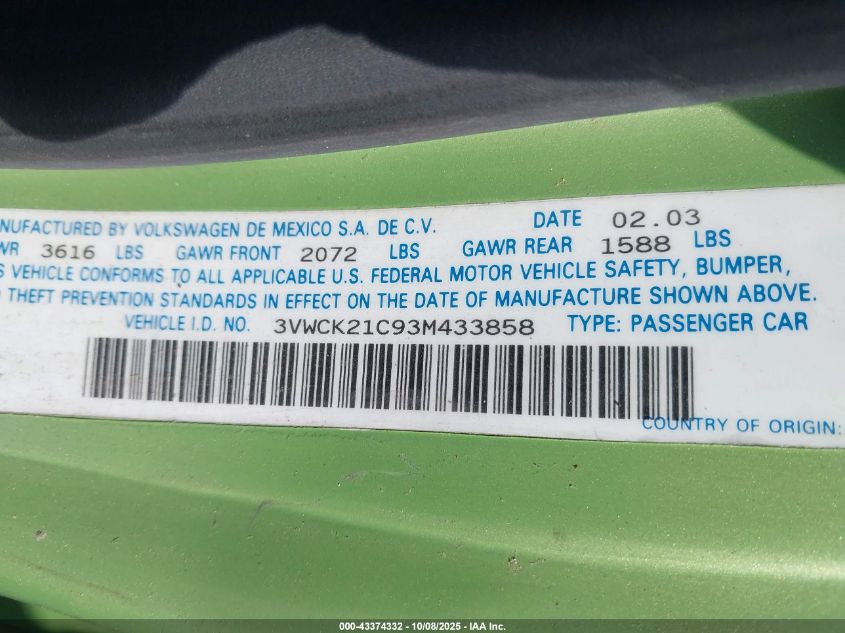 NUFACTURED BY VOLKSWAGEN DE MEXICO S.A. DE C.V. DATE 02.03
WR 3616 LBS GAWR FRONT 2072 LBS GAWR REAR 1588 LBS
S VEHICLE CONFORMS TO ALL APPLICABLE U.S. FEDERAL MOTOR VEHICLE SAFETY, BUMPER,
THEFT PREVENTION STANDARDS IN EFFECT ON THE DATE OF MANUFACTURE SHOWN ABOVE.
VEHICLE I.D. NO. 3VWCK21C93M433858 TYPE: PASSENGER CAR
COUNTRY OF ORIGIN:
000-43374332 - 10/08/2025 - IAA Inc.